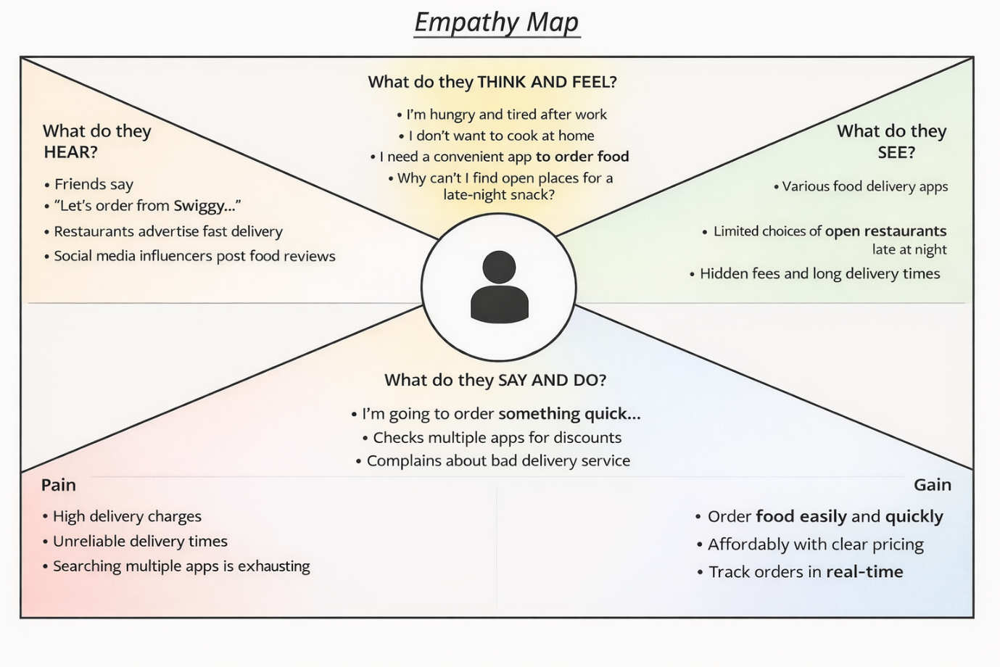 Empathy Map
What do they THINK AND FEEL?
• I’m hungry and tired after work
• I don’t want to cook at home
• I need a convenient app to order food
• Why can’t I find open places for a
late-night snack?
What do they
HEAR?
• Friends say
• “Let’s order from Swiggy...”
• Restaurants advertise fast delivery
• Social media influencers post food reviews
What do they
SEE?
• Various food delivery apps
• Limited choices of open restaurants
late at night
• Hidden fees and long delivery times
What do they SAY AND DO?
• I’m going to order something quick...
• Checks multiple apps for discounts
• Complains about bad delivery service
Pain
• High delivery charges
• Unreliable delivery times
• Searching multiple apps is exhausting
Gain
• Order food easily and quickly
• Affordably with clear pricing
• Track orders in real-time